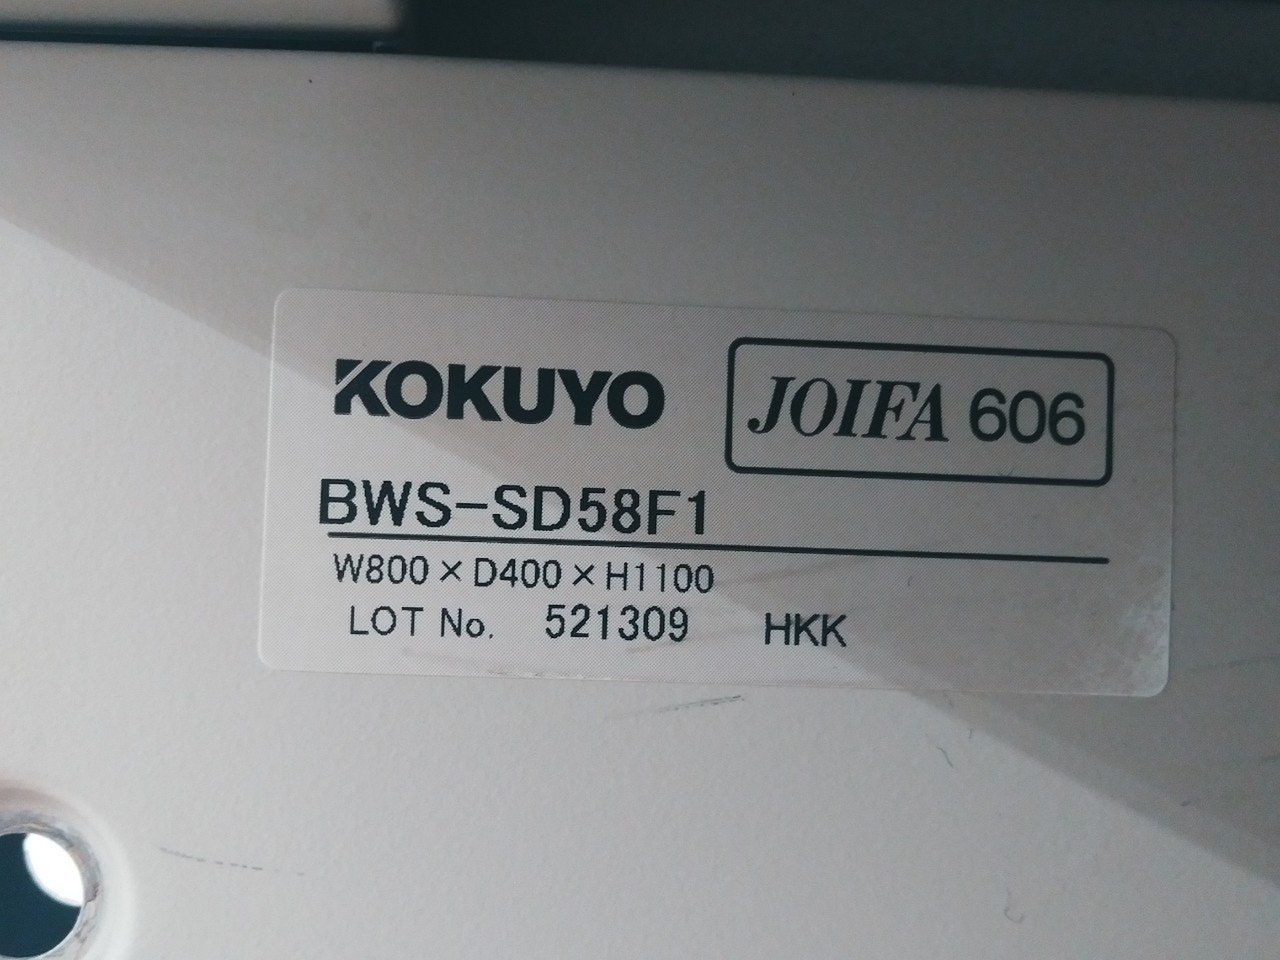 KOKUYO
JOIFA 606
BWS-SD58F1
W800×D400×H1100
LOT No. 521309 HKK